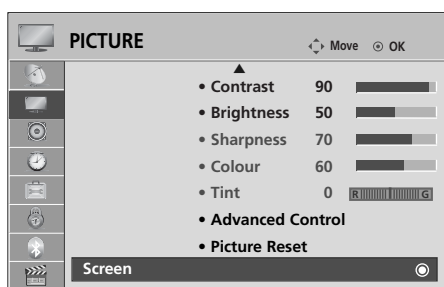 PICTURE
Move OK
• Contrast 90
• Brightness 50
• Sharpness 70
• Colour 60
• Tint 0 R G
• Advanced Control
• Picture Reset
Screen